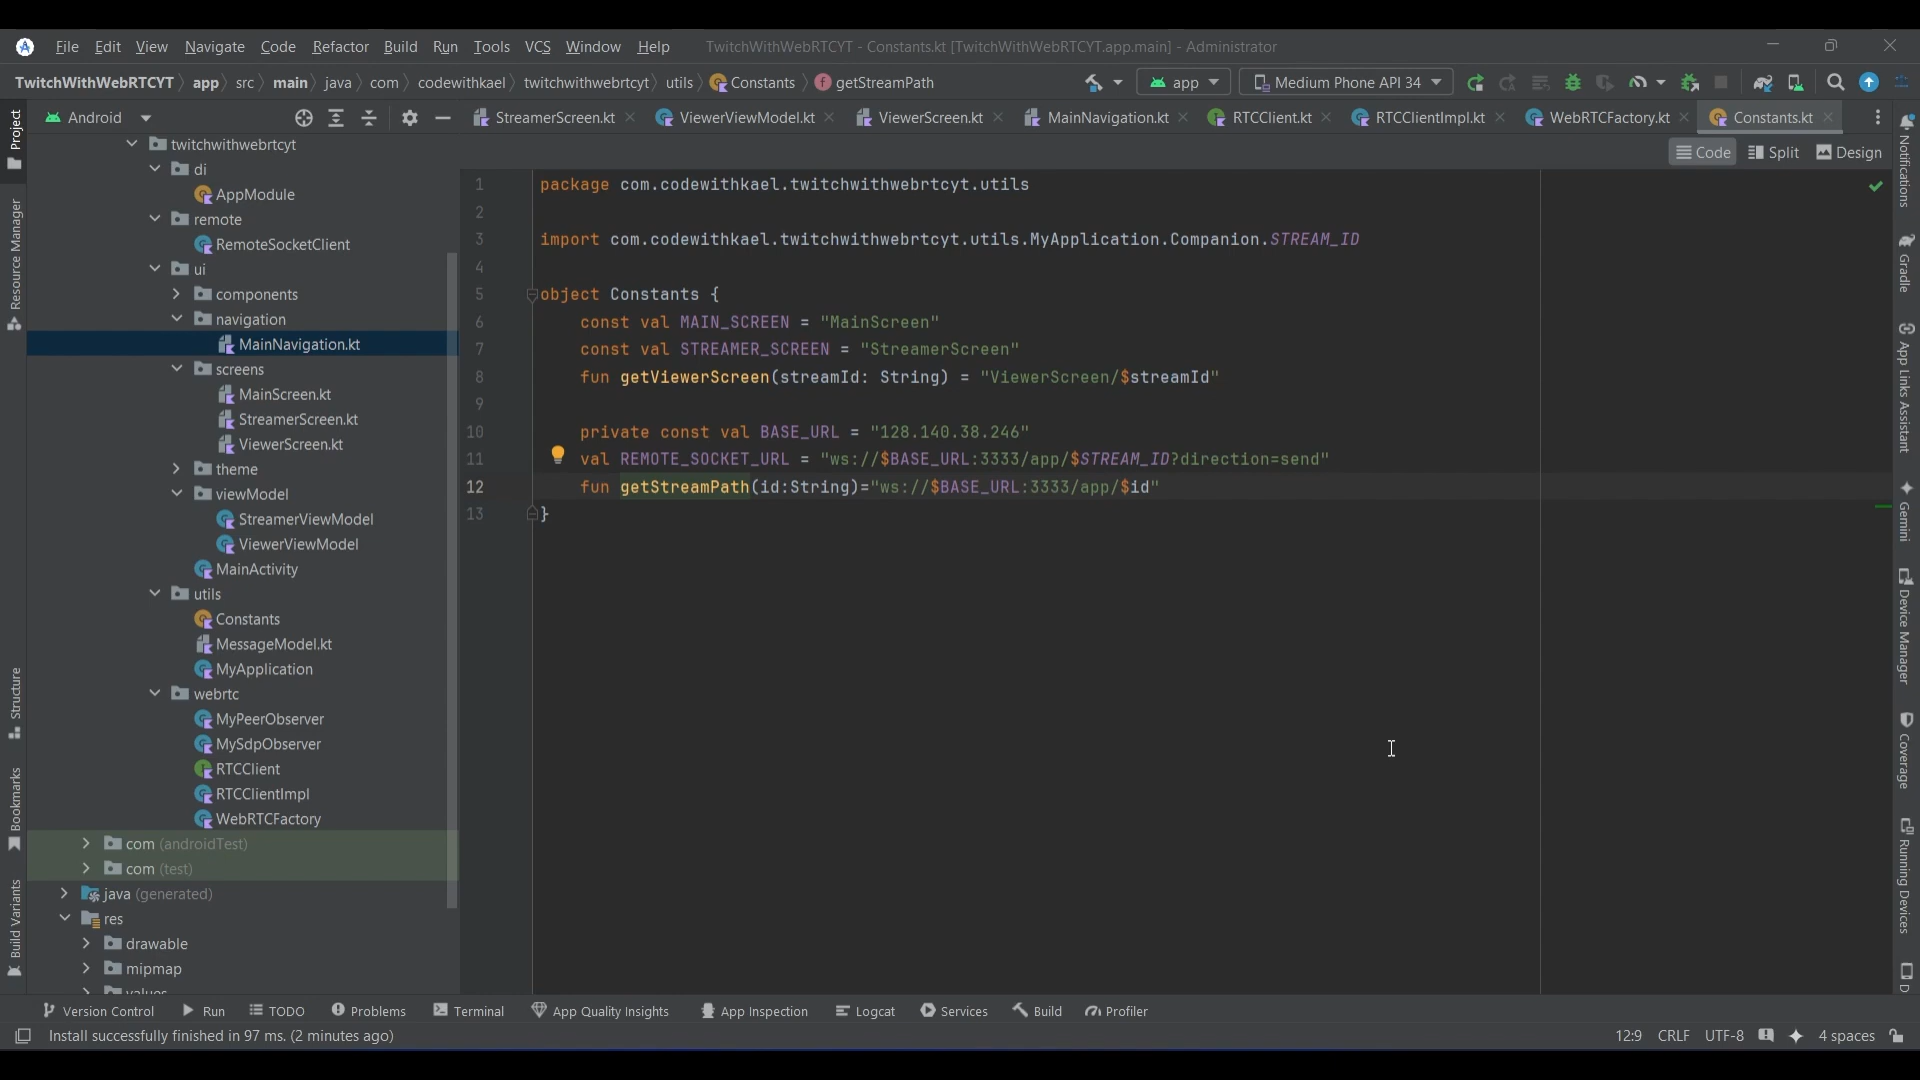 File Edit View Navigate Code Refactor Build Run Tools VCS Window Help TwitchWithWebRTCYT - Constants.kt [TwitchWithWebRTCYT.app.main] - Administrator
TwitchWithWebRTCYT app src main java com codewithkael twitchwithwebrtcyt utils Constants getStreamPath app Medium Phone API 34
Android StreamerScreen.kt ViewerViewModel.kt ViewerScreen.kt MainNavigation.kt RTCClient.kt RTCClientImpl.kt WebRTCFactory.kt Constants.kt
Code Split Design
Project
Resource Manager
Structure
Bookmarks
Build Variants
twitchwithwebrtcyt
di
AppModule
remote
RemoteSocketClient
ui
components
navigation
MainNavigation.kt
screens
MainScreen.kt
StreamerScreen.kt
ViewerScreen.kt
theme
viewModel
StreamerViewModel
ViewerViewModel
MainActivity
utils
Constants
MessageModel.kt
MyApplication
webrtc
MyPeerObserver
MySdpObserver
RTCClient
RTCClientImpl
WebRTCFactory
com (androidTest)
com (test)
java (generated)
res
drawable
mipmap
values
1 package com.codewithkael.twitchwithwebrtcyt.utils
2
3 import com.codewithkael.twitchwithwebrtcyt.utils.MyApplication.Companion.STREAM_ID
4
5 object Constants {
6 const val MAIN_SCREEN = "MainScreen"
7 const val STREAMER_SCREEN = "StreamerScreen"
8 fun getViewerScreen(streamId: String) = "ViewerScreen/$streamId"
9
10 private const val BASE_URL = "128.140.38.246"
11 val REMOTE_SOCKET_URL = "ws://$BASE_URL:3333/app/$STREAM_ID?direction=send"
12 fun getStreamPath(id:String)="ws://$BASE_URL:3333/app/$id"
13 }
Notifications
Gradle
App Links Assistant
Gemini
Device Manager
Coverage
Running Devices
D
Version Control Run TODO Problems Terminal App Quality Insights App Inspection Logcat Services Build Profiler
Install successfully finished in 97 ms. (2 minutes ago) 12:9 CRLF UTF-8 4 spaces